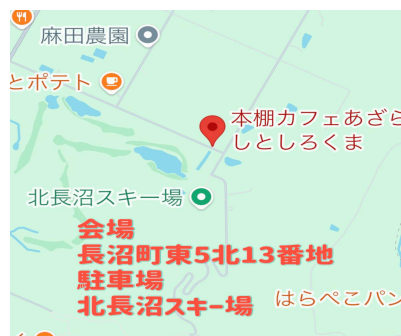 麻田農園
とポテト
本棚カフェあざら
しとしろくま
北長沼スキー場
会場
長沼町東5北13番地
駐車場
北長沼スキー場
はらぺこパン